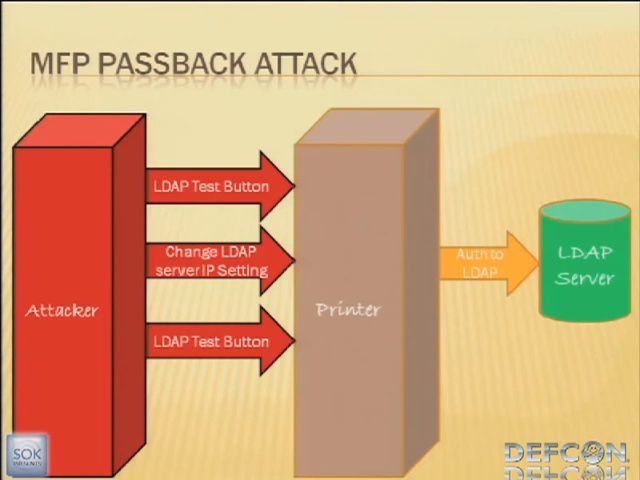 MFP PASSBACK ATTACK
LDAP Test Button
Change LDAP
server IP Setting
Auto to
LDAP
LDAP
Server
Attacker
Printer
LDAP Test Button
SOK
DEFCON